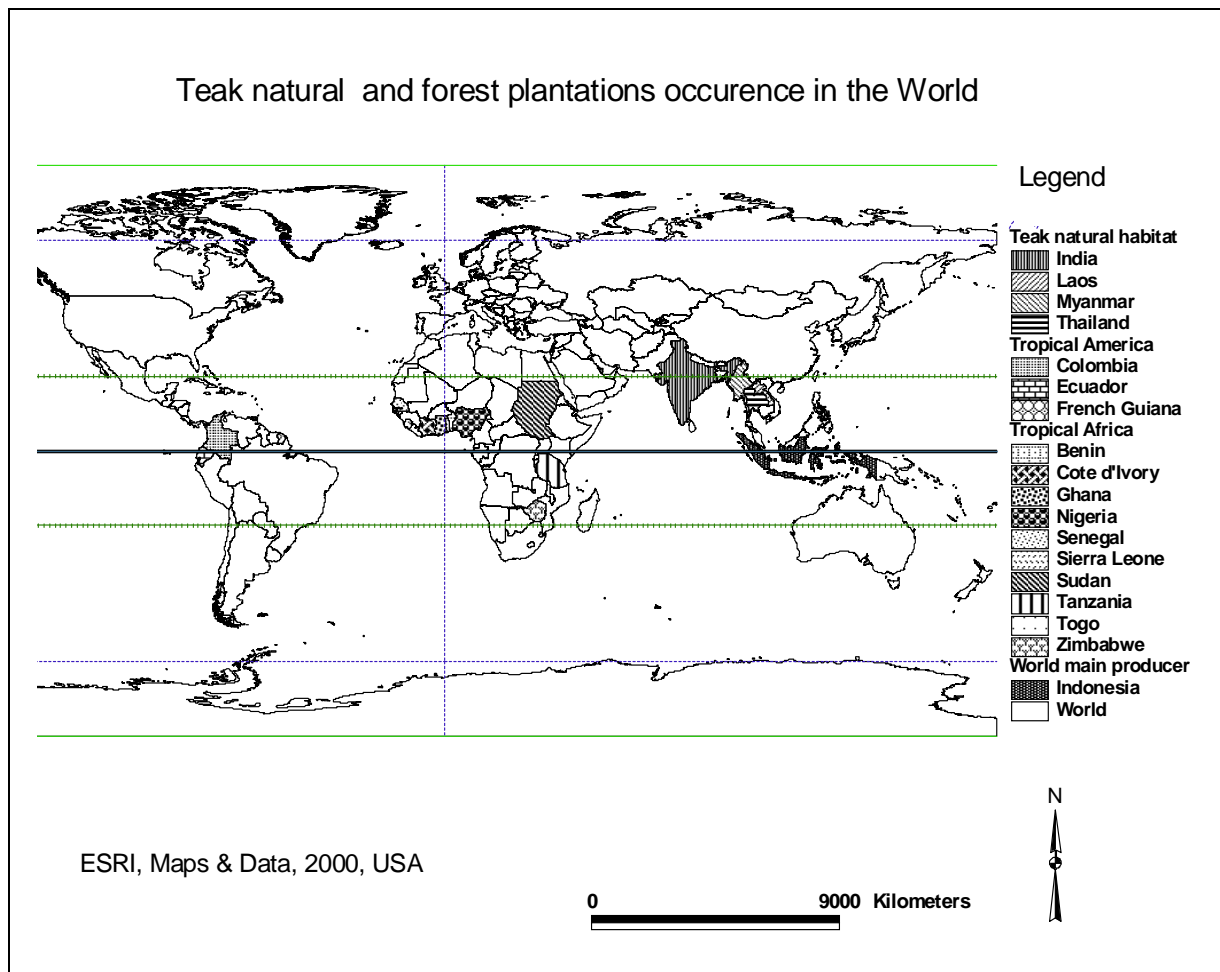 Teak natural and forest plantations occurence in the World
Legend
Teak natural habitat
India
Laos
Myanmar
Thailand
Tropical America
Colombia
Ecuador
French Guiana
Tropical Africa
Benin
Cote d'Ivory
Ghana
Nigeria
Senegal
Sierra Leone
Sudan
Tanzania
Togo
Zimbabwe
World main producer
Indonesia
World
N
ESRI, Maps & Data, 2000, USA
0 9000 Kilometers